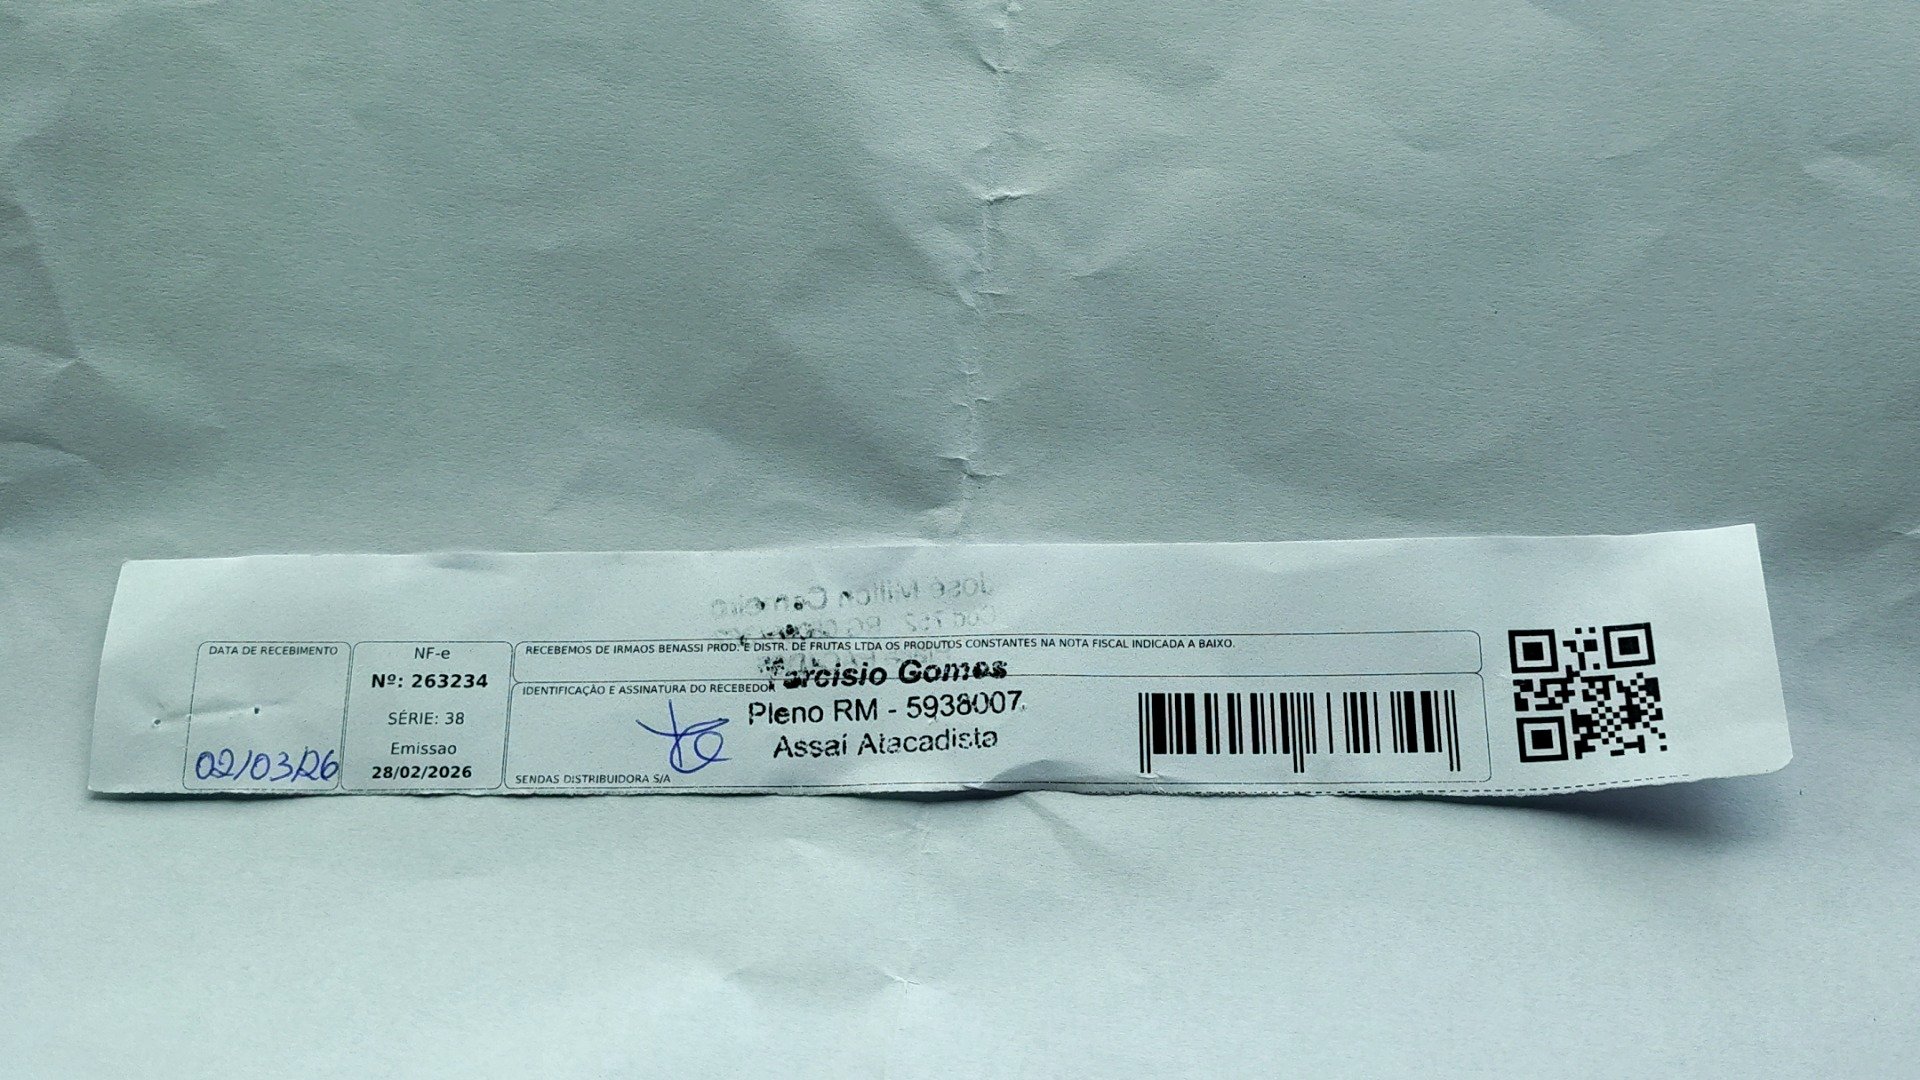 DATA DE RECEBIMENTO
02/03/26
NF-e
Nº: 263234
SÉRIE: 38
Emissao
28/02/2026
RECEBEMOS DE IRMAOS BENASSI PROD. E DISTR. DE FRUTAS LTDA OS PRODUTOS CONSTANTES NA NOTA FISCAL INDICADA A BAIXO.
IDENTIFICAÇÃO E ASSINATURA DO RECEBEDOR
Tarcisio Gomes
Pleno RM - 5938007
Assaí Atacadista
SENDAS DISTRIBUIDORA S/A